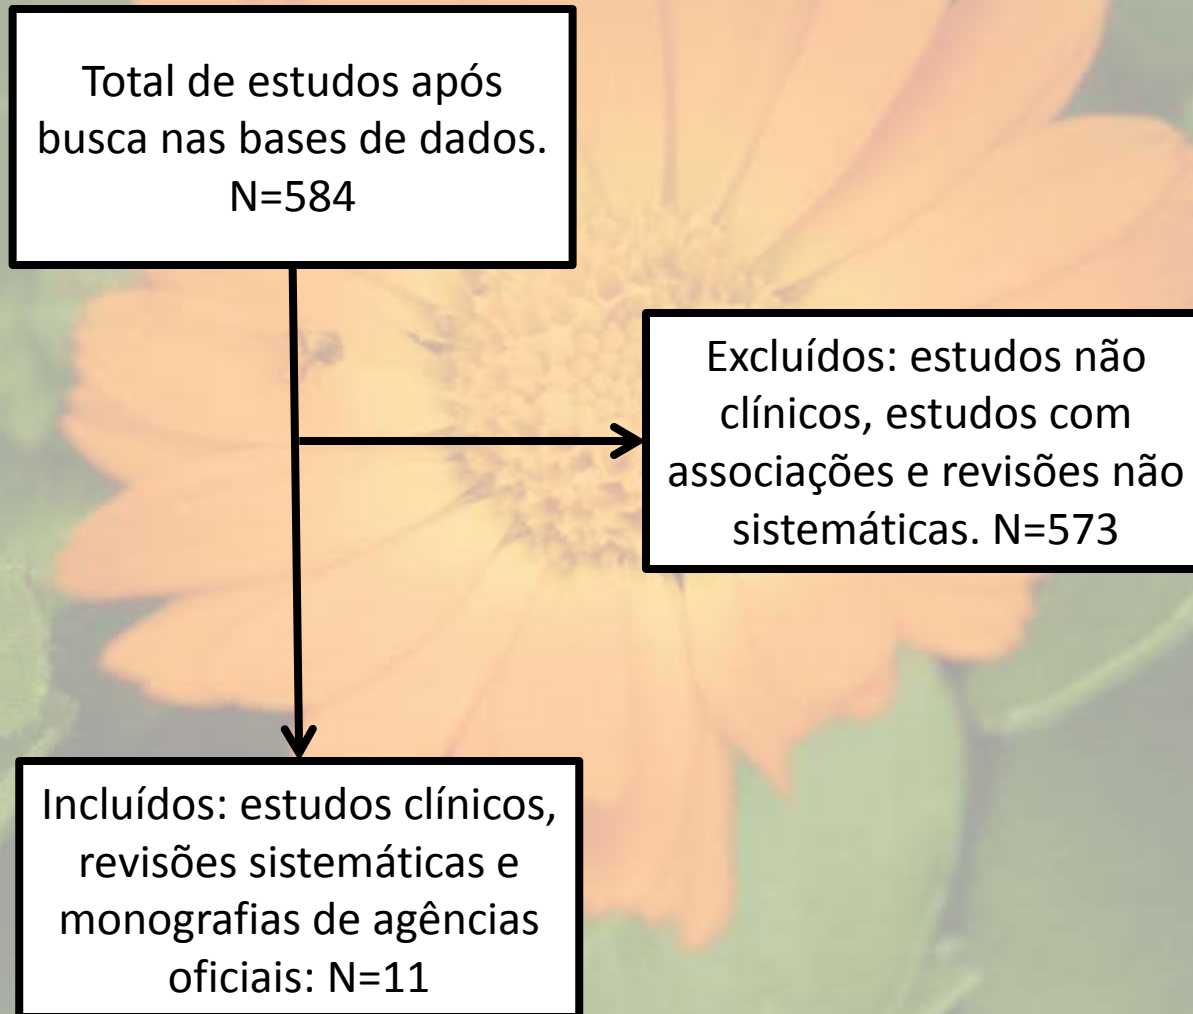 Total de estudos após
busca nas bases de dados.
N=584
Excluídos: estudos não
clínicos, estudos com
associações e revisões não
sistemáticas. N=573
Incluídos: estudos clínicos,
revisões sistemáticas e
monografias de agências
oficiais: N=11